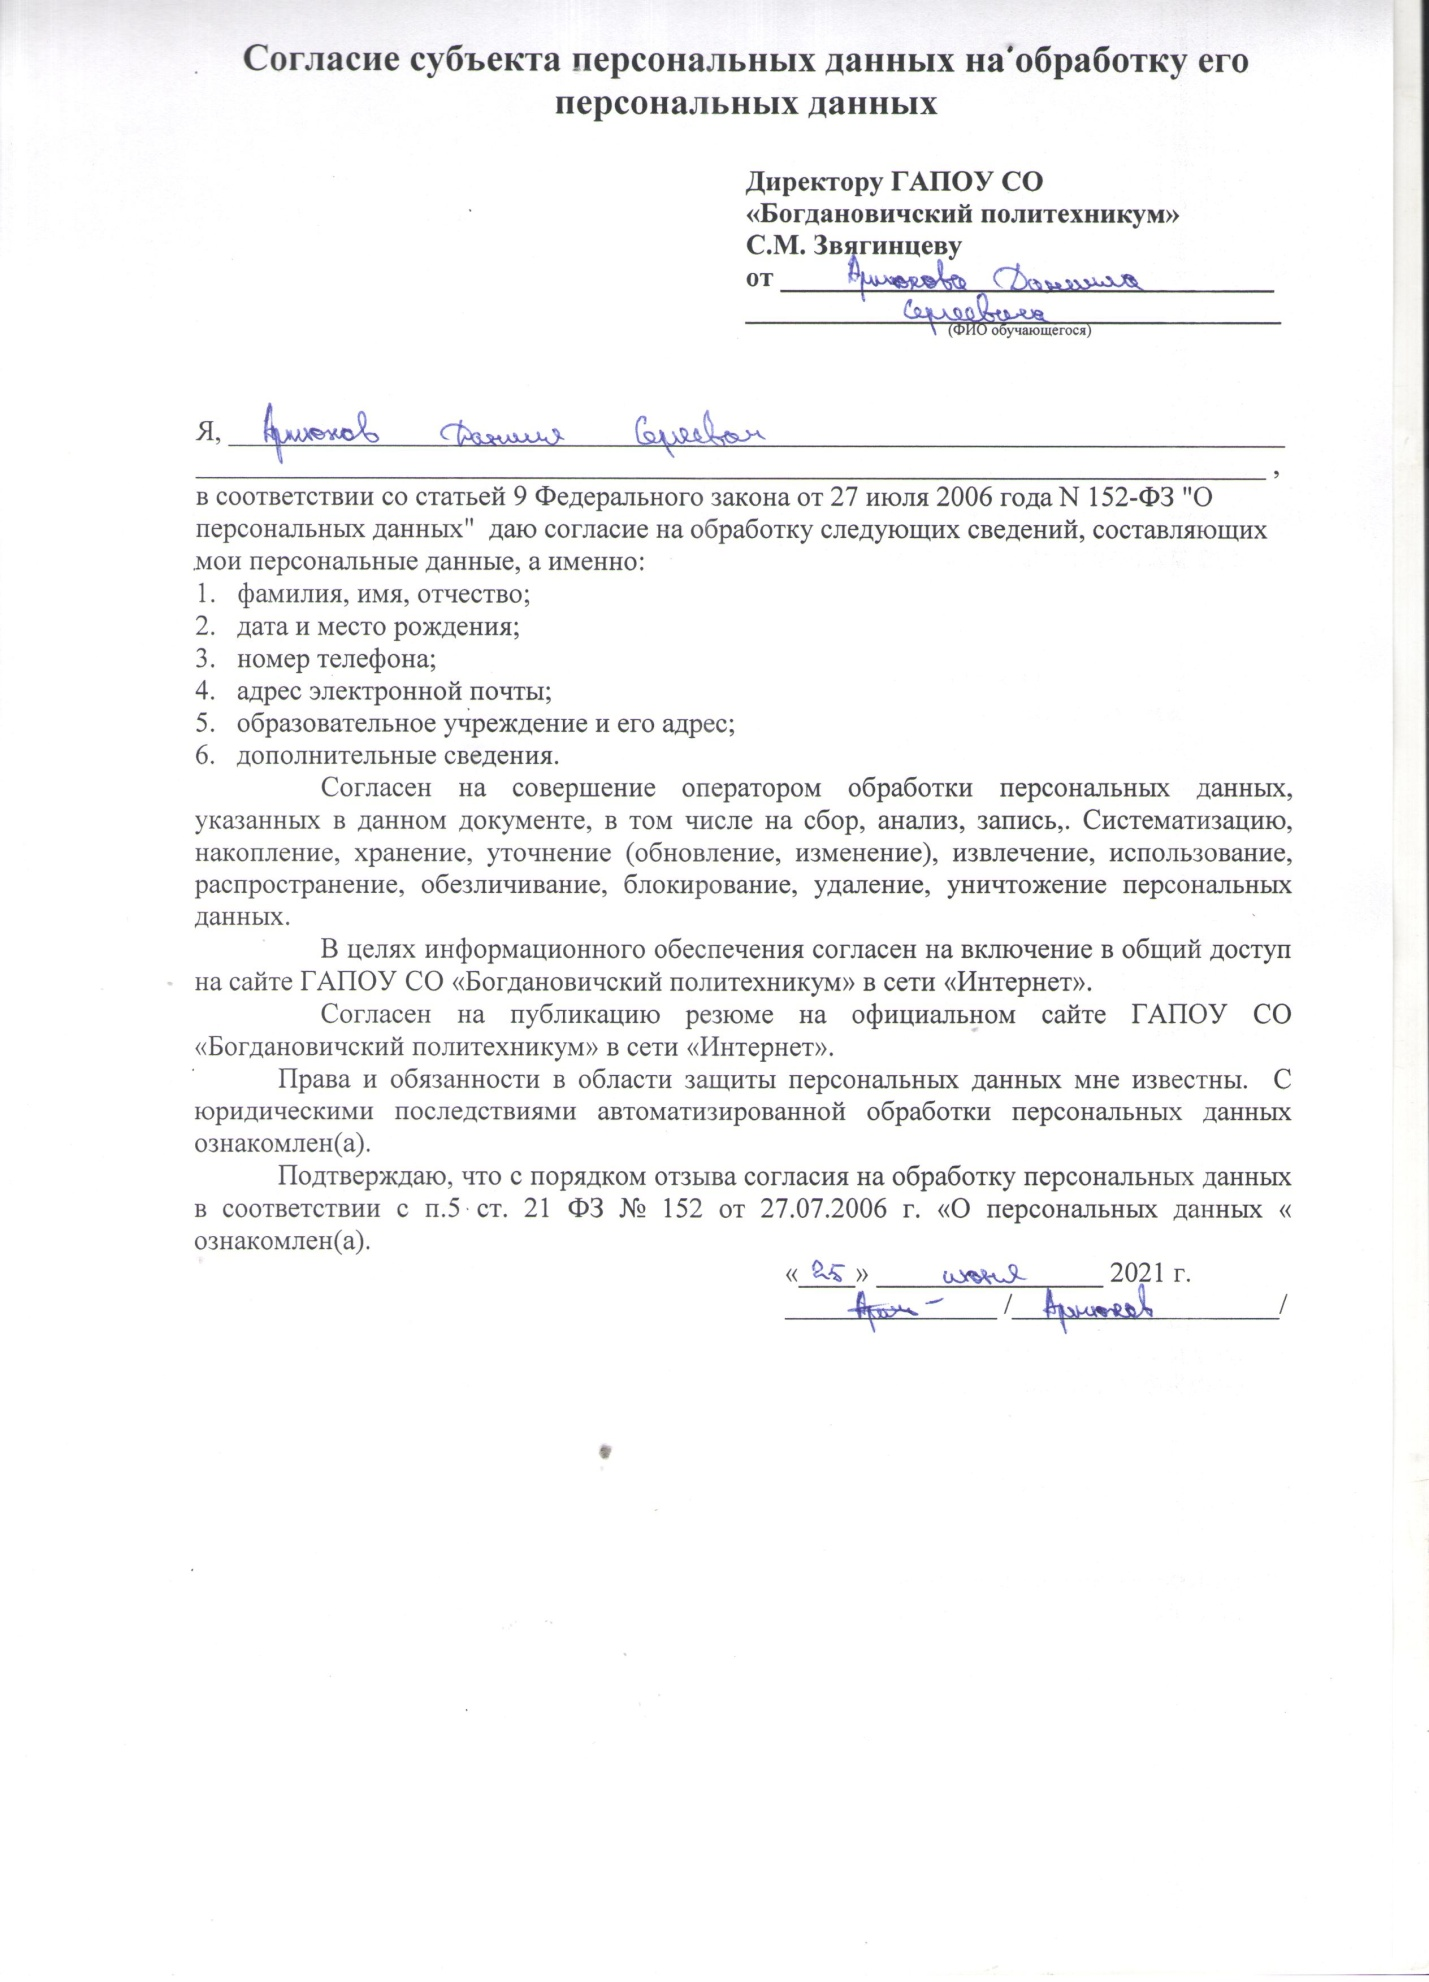 Согласие субъекта персональных данных на обработку его
персональных данных
Директору ГАПОУ СО
«Богдановичский политехникум»
С.М. Звягинцеву
от Арткова Даниила
Сергеевича
(ФИО обучающегося)
Я, Даниил Сергеевич
,
в соответствии со статьей 9 Федерального закона от 27 июля 2006 года N 152-ФЗ "О
персональных данных"  даю согласие на обработку следующих сведений, составляющих
мои персональные данные, а именно:
1. фамилия, имя, отчество;
2. дата и место рождения;
3. номер телефона;
4. адрес электронной почты;
5. образовательное учреждение и его адрес;
6. дополнительные сведения.
Согласен на совершение оператором обработки персональных данных,
указанных в данном документе, в том числе на сбор, анализ, запись,. Систематизацию,
накопление, хранение, уточнение (обновление, изменение), извлечение, использование,
распространение, обезличивание, блокирование, удаление, уничтожение персональных
данных.
В целях информационного обеспечения согласен на включение в общий доступ
на сайте ГАПОУ СО «Богдановичский политехникум» в сети «Интернет».
Согласен на публикацию резюме на официальном сайте ГАПОУ СО
«Богдановичский политехникум» в сети «Интернет».
Права и обязанности в области защиты персональных данных мне известны. С
юридическими последствиями автоматизированной обработки персональных данных
ознакомлен(а).
Подтверждаю, что с порядком отзыва согласия на обработку персональных данных
в соответствии с п.5 ст. 21 ФЗ № 152 от 27.07.2006 г. «О персональных данных «
ознакомлен(а).
«25» июня 2021 г.
/ /